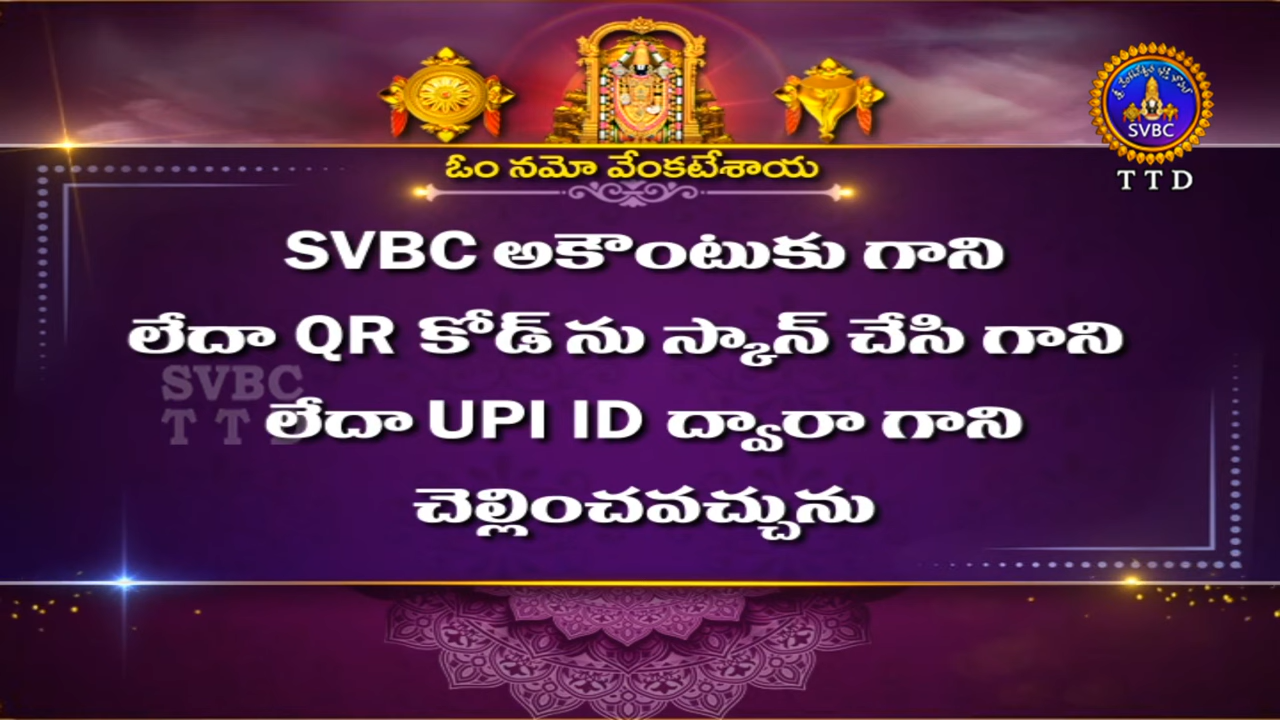 ఓం నమో వేంకటేశాయ
SVBC
TTD
SVBC అకౌంటుకు గాని
లేదా QR కోడ్ ను స్కాన్ చేసి గాని
SVBC
TTD
లేదా UPI ID ద్వారా గాని
చెల్లించవచ్చును